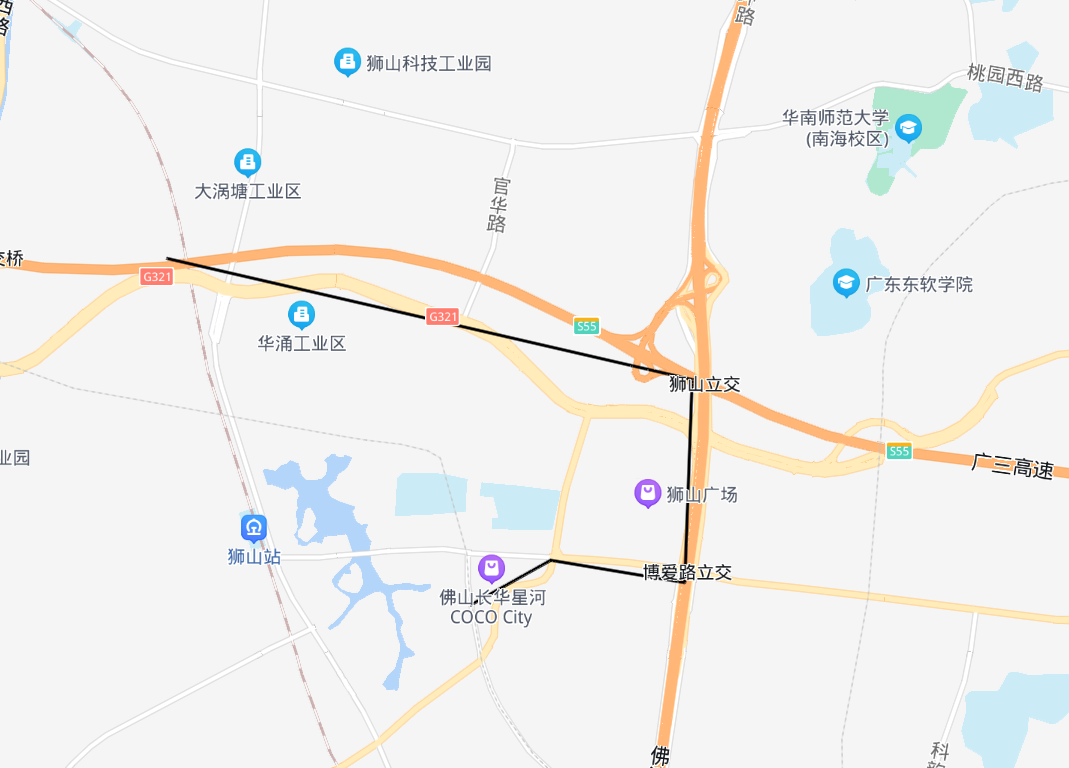 西路
路
狮山科技工业园
桃园西路
华南师范大学
(南海校区)
大涡塘工业区
官华路
交桥
G321
广东东软学院
G321
S55
华涌工业区
狮山立交
S55
广三高速
业园
狮山广场
狮山站
博爱路立交
佛山长华星河
COCO City
佛
科